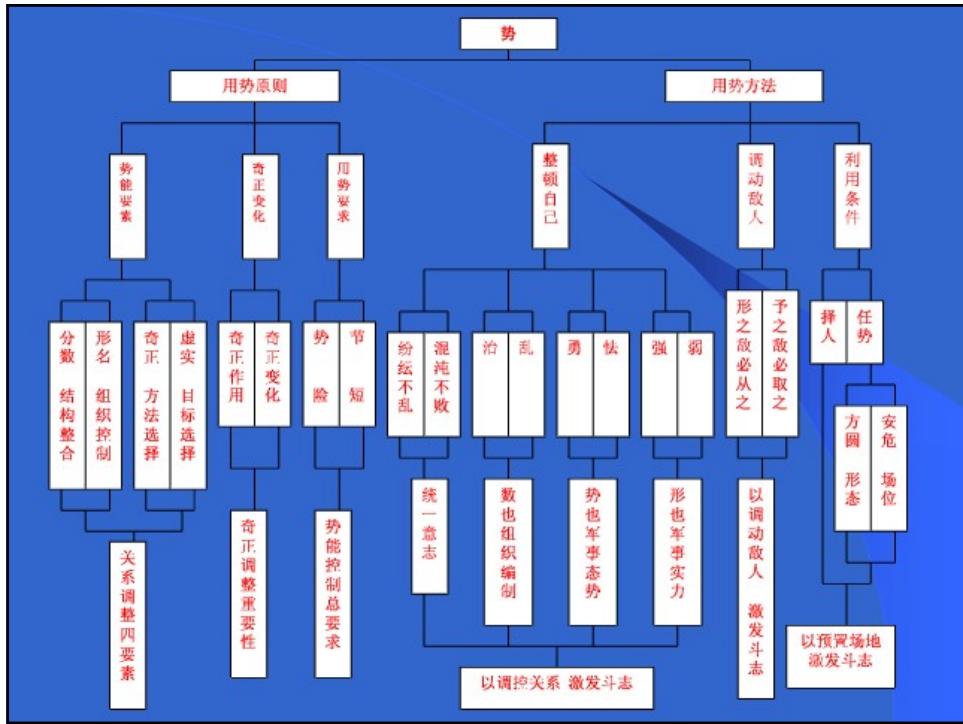 势
用势原则
用势方法
势能要素
奇正变化
用势要求
整顿自己
调动敌人
利用条件
分数 结构整合
形名 组织控制
奇正 方法选择
虚实 目标选择
奇正作用
奇正变化
势 险
节 短
纷纭不乱
混沌不败
治
乱
勇
怯
强
弱
形之敌必从之
予之敌必取之
择人
任势
方圆 形态
安危 场位
关系调整四要素
奇正调整重要性
势能控制总要求
统一意志
数也组织编制
势也军事态势
形也军事实力
以调动敌人 激发斗志
以调控关系 激发斗志
以预置场地
激发斗志